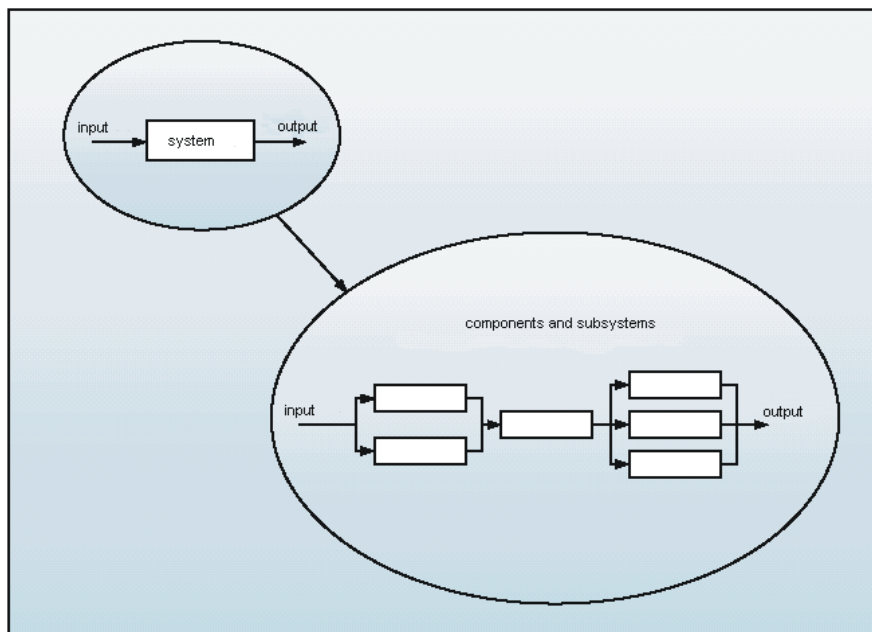 input
system
output
components and subsystems
input
output